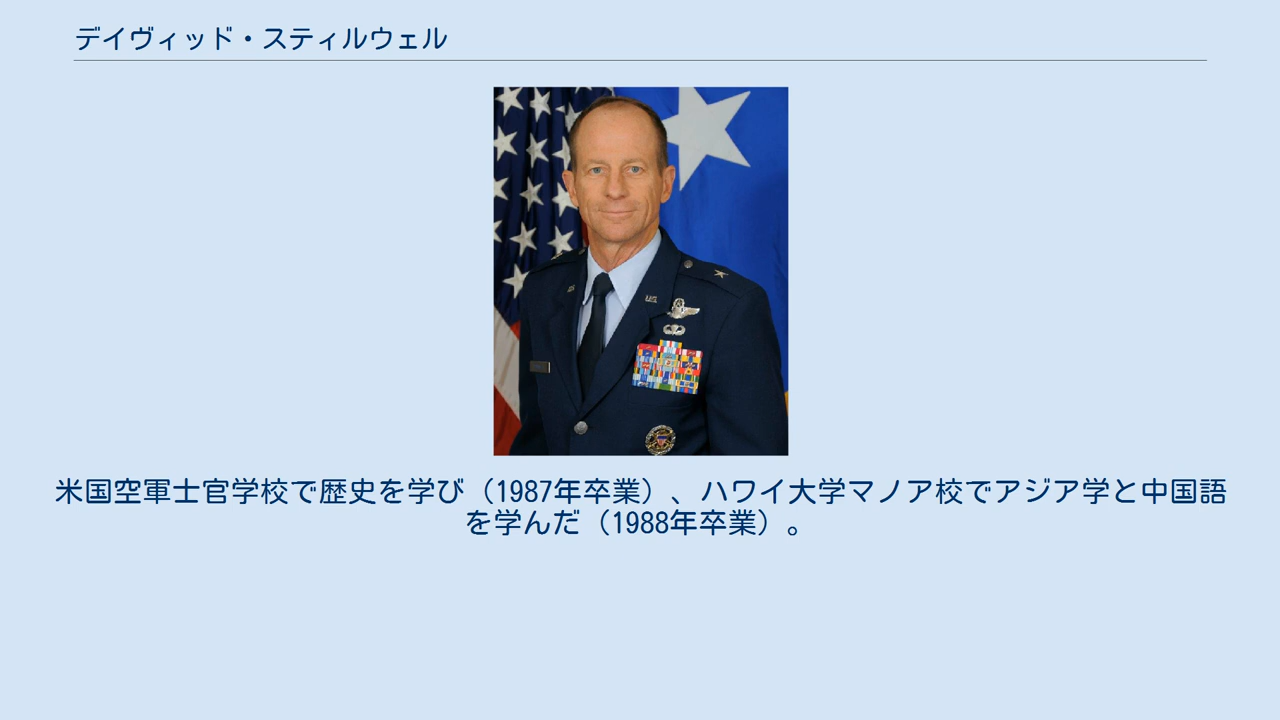 デイヴィッド・スティルウェル
米国空軍士官学校で歴史を学び（1987年卒業）、ハワイ大学マノア校でアジア学と中国語
を学んだ（1988年卒業）。